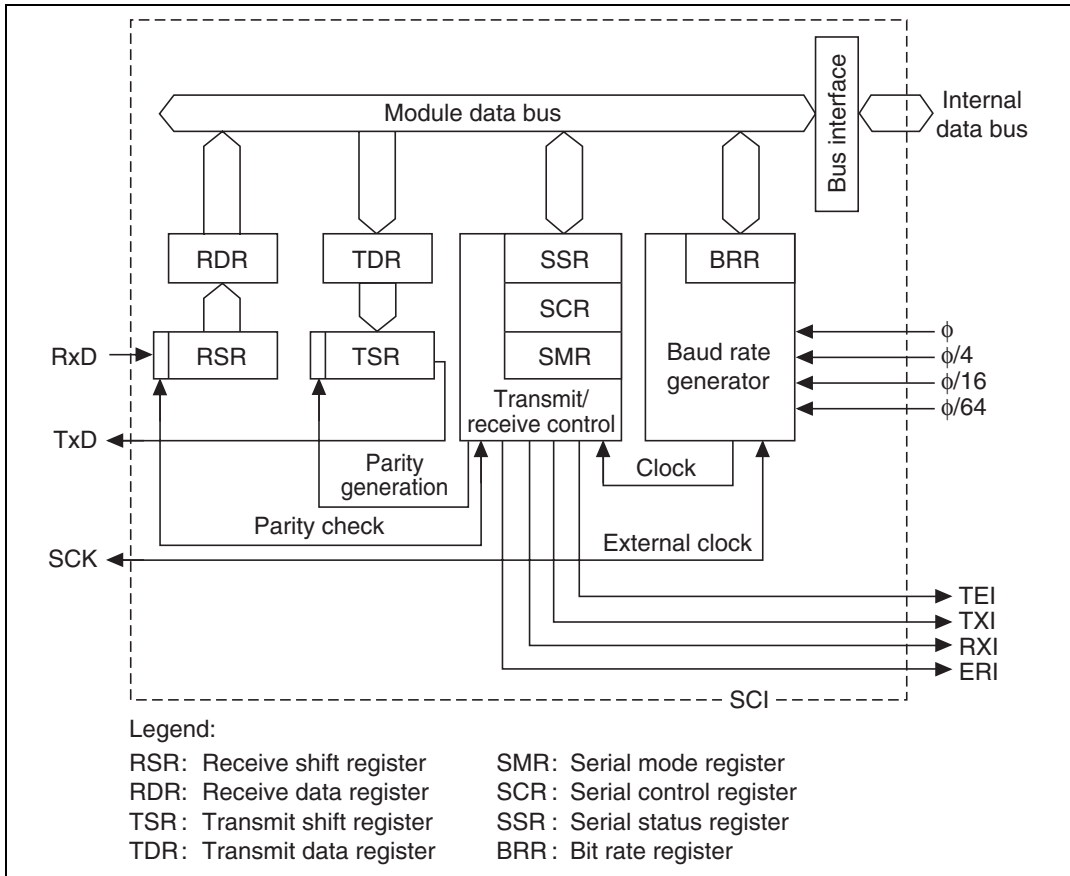 Module data bus
Bus interface
Internal
data bus
RDR
TDR
SSR
BRR
SCR
RxD
RSR
TSR
SMR
Baud rate
generator
ϕ
ϕ/4
ϕ/16
ϕ/64
Transmit/
receive control
TxD
Parity
generation
Clock
Parity check
SCK
External clock
TEI
TXI
RXI
ERI
SCI
Legend:
RSR: Receive shift register
RDR: Receive data register
TSR: Transmit shift register
TDR: Transmit data register
SMR: Serial mode register
SCR: Serial control register
SSR: Serial status register
BRR: Bit rate register